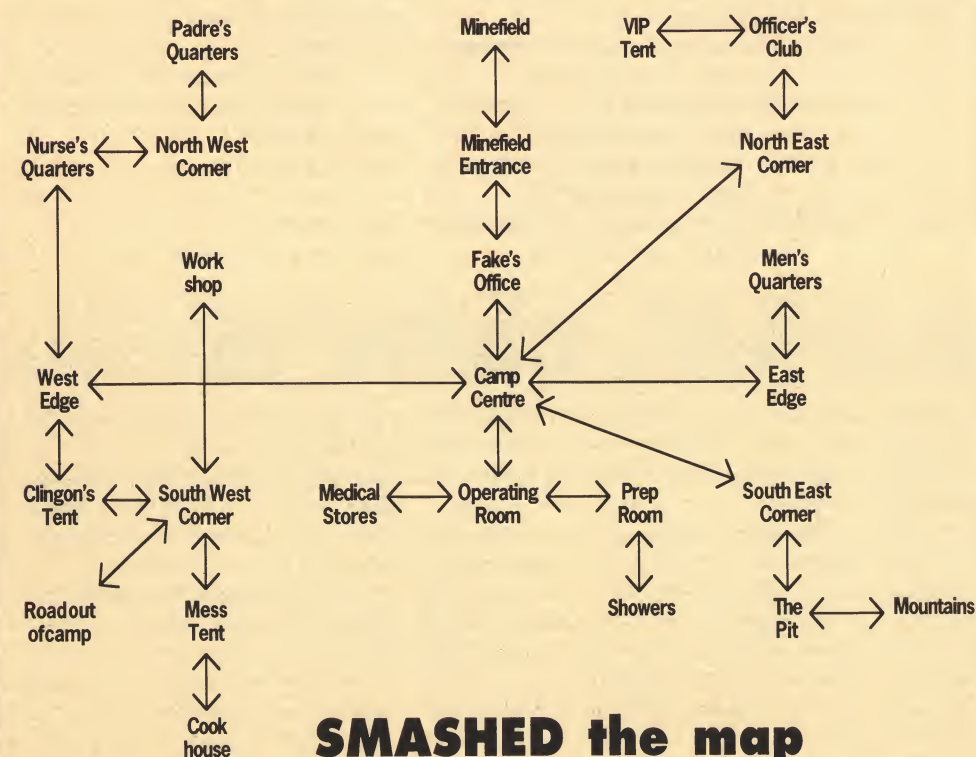 Padre's
Quarters
Minefield
VIP
Tent
Officer's
Club
Nurse's
Quarters
North West
Corner
Minefield
Entrance
North East
Corner
Work
shop
Fake's
Office
Men's
Quarters
West
Edge
Camp
Centre
East
Edge
Clingon's
Tent
South West
Corner
Medical
Stores
Operating
Room
Prep
Room
South East
Corner
Road out
of camp
Mess
Tent
Showers
The
Pit
Mountains
Cook
house
SMASHED the map